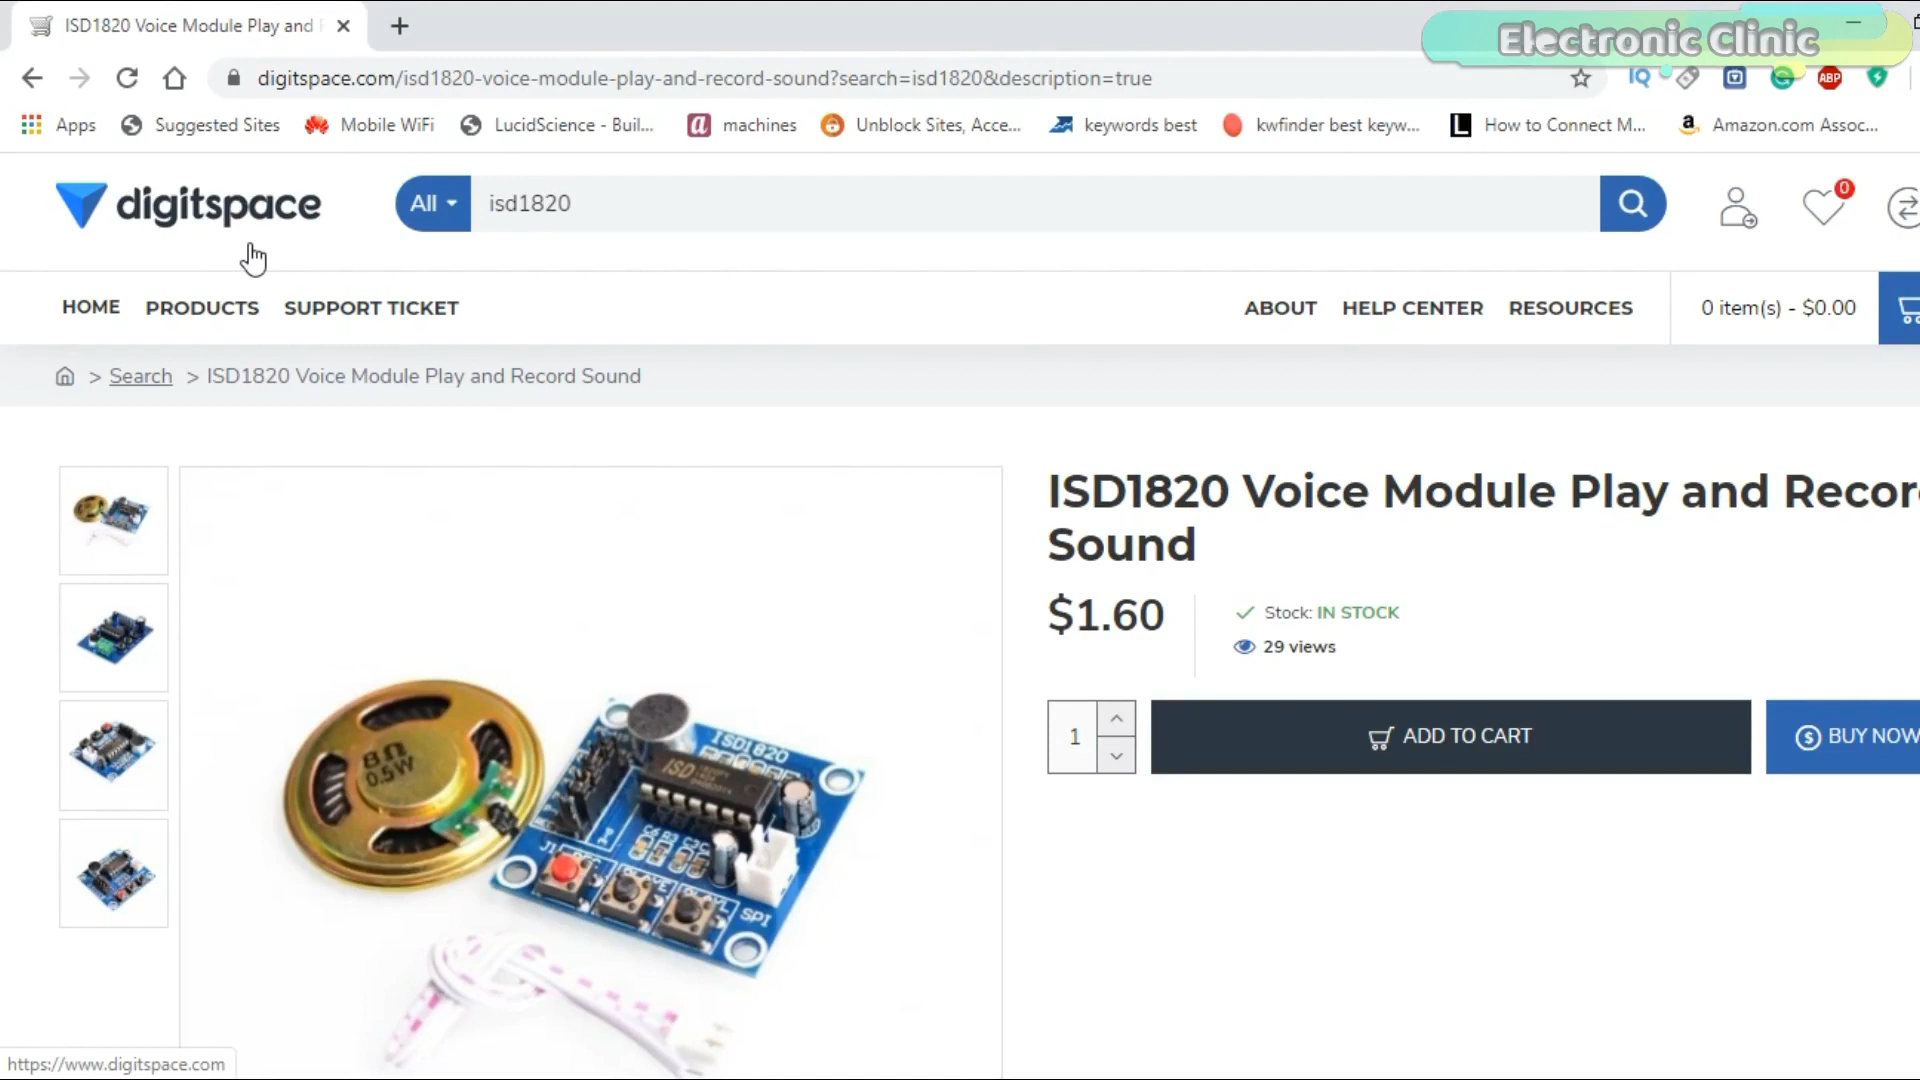 ISD1820 Voice Module Play and
Electronic Clinic
digitspace.com/isd1820-voice-module-play-and-record-sound?search=isd1820&description=true
IQ
ABP
Apps
Suggested Sites
Mobile WiFi
LucidScience - Buil...
a
machines
Unblock Sites, Acce...
keywords best
kwfinder best keyw...
L
How to Connect M...
a
Amazon.com Assoc...
digitspace
All
isd1820
0
HOME
PRODUCTS
SUPPORT TICKET
ABOUT
HELP CENTER
RESOURCES
0 item(s) - $0.00
> Search > ISD1820 Voice Module Play and Record Sound
ISD1820 Voice Module Play and Recor
Sound
$1.60
Stock: IN STOCK
29 views
1
ADD TO CART
$ BUY NOW
8Ω
0.5W
ISD1820
ISD
J1
SPI
https://www.digitspace.com